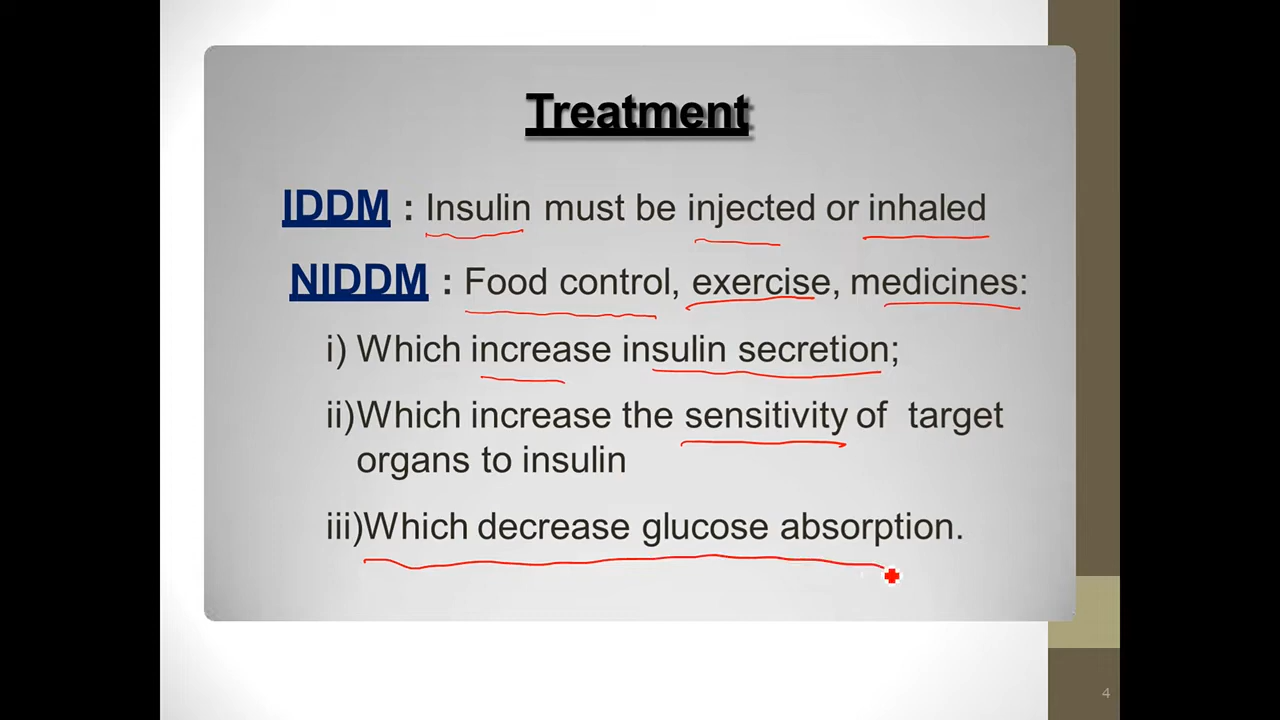 Treatment
IDDM : Insulin must be injected or inhaled
NIDDM : Food control, exercise, medicines:
i) Which increase insulin secretion;
ii)Which increase the sensitivity of target
organs to insulin
iii)Which decrease glucose absorption.
4